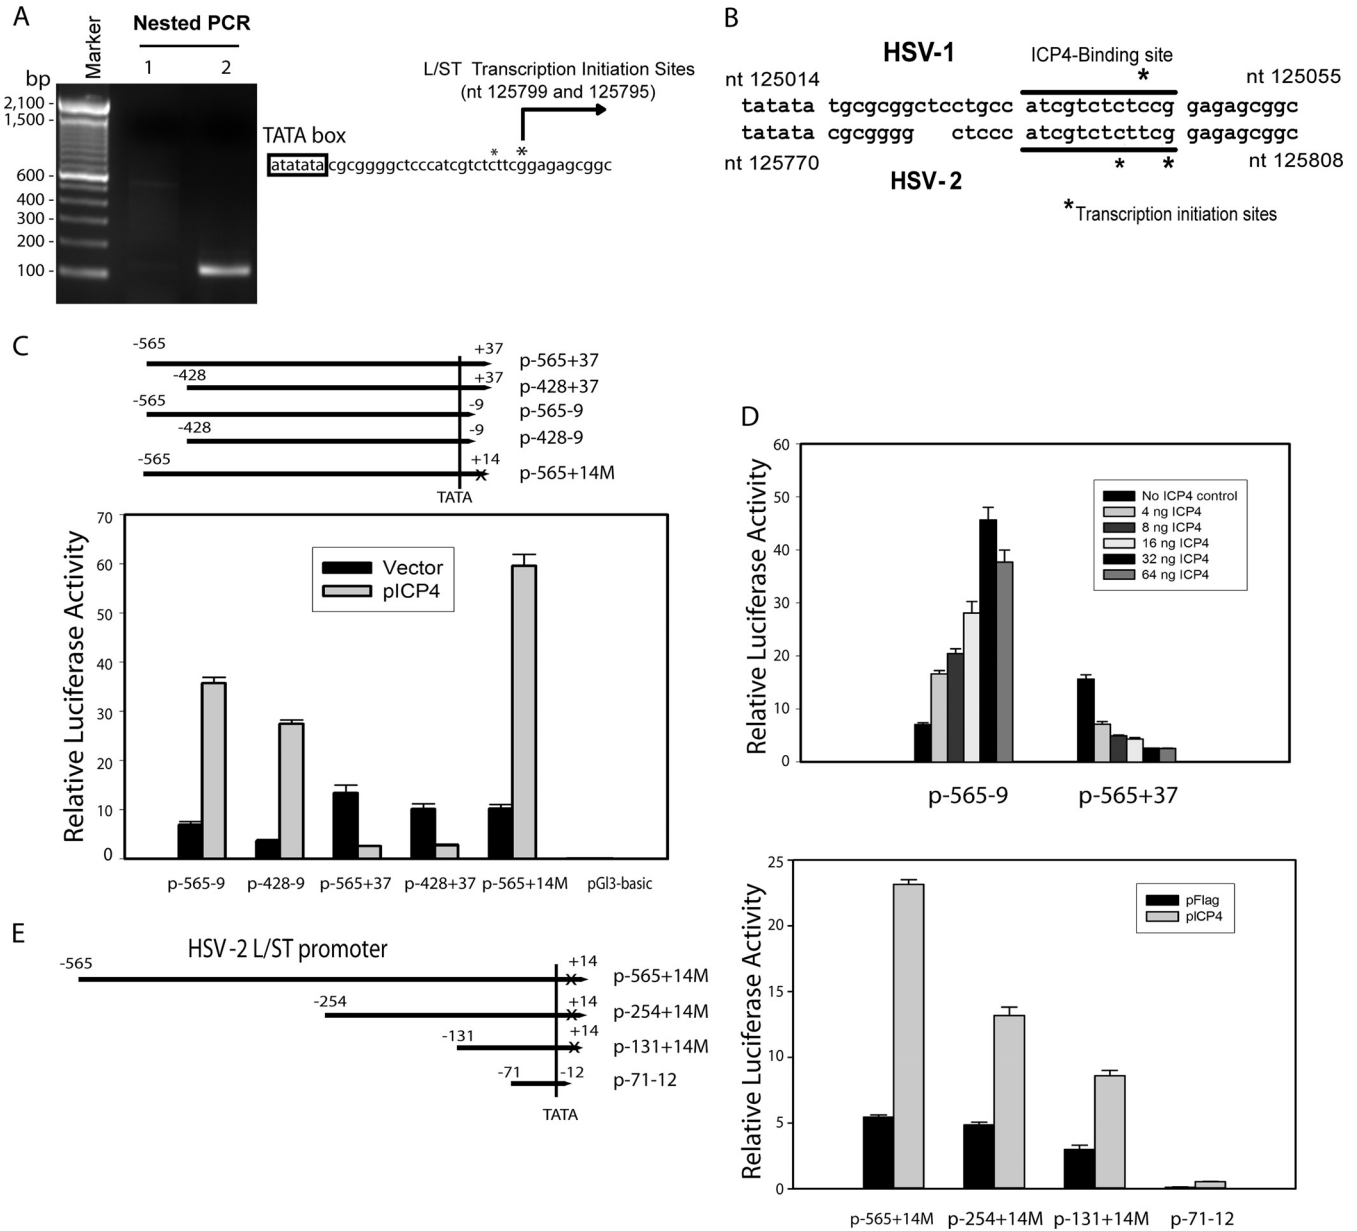 A
Marker
Nested PCR
1 2
bp
2,100 -
1,500 -
600 -
400 -
300 -
200 -
100 -
L/ST Transcription Initiation Sites
(nt 125799 and 125795)
TATA box
* *
atatata cgcggggctcccatcgtctcttcggagagcggc
B
HSV-1
ICP4-Binding site
nt 125014
*
nt 125055
tatata tgcgcggctcctgcc atcgtctctccg gagagcggc
tatata cgcgggg ctccc atcgtctcttcg gagagcggc
nt 125770
* *
nt 125808
HSV-2
*Transcription initiation sites
C
-565 +37 p-565+37
-428 +37 p-428+37
-565 -9 p-565-9
-428 -9 p-428-9
-565 +14 x p-565+14M
TATA
Relative Luciferase Activity
70
60
50
40
30
20
10
0
Vector
pICP4
p-565-9 p-428-9 p-565+37 p-428+37 p-565+14M pGl3-basic
D
Relative Luciferase Activity
60
50
40
30
20
10
0
No ICP4 control
4 ng ICP4
8 ng ICP4
16 ng ICP4
32 ng ICP4
64 ng ICP4
p-565-9 p-565+37
E
HSV-2 L/ST promoter
-565 +14 x p-565+14M
-254 +14 x p-254+14M
-131 +14 x p-131+14M
-71 -12 p-71-12
TATA
Relative Luciferase Activity
25
20
15
10
5
0
pFlag
pICP4
p-565+14M p-254+14M p-131+14M p-71-12